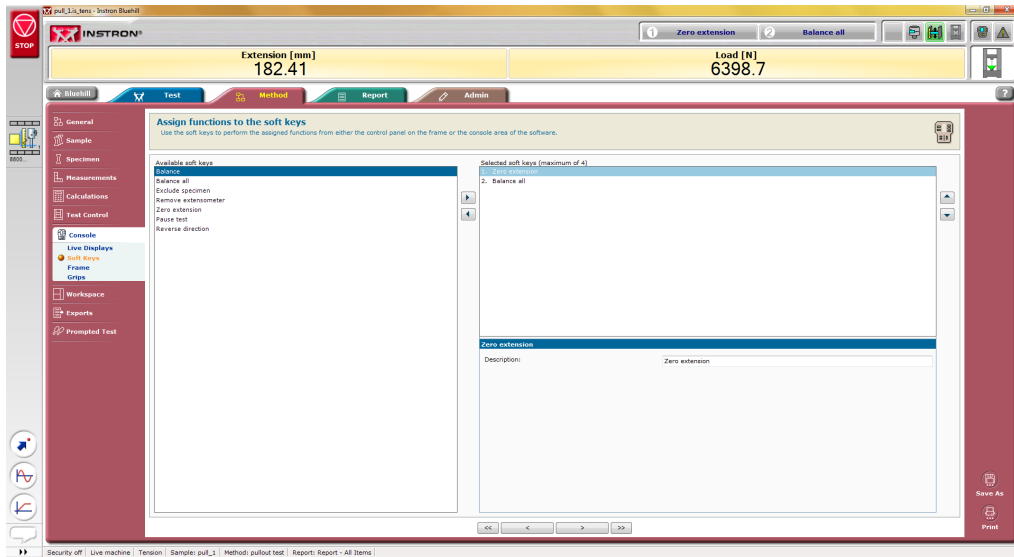 pull_1.is_tens - Instron Bluehill
STOP
INSTRON®
1 Zero extension 2 Balance all
Extension [mm]
182.41
Load [N]
6398.7
Bluehill
Test
Method
Report
Admin
?
8800...
General
Sample
Specimen
Measurements
Calculations
Test Control
Console
Live Displays
Soft Keys
Frame
Grips
Workspace
Exports
Prompted Test
Assign functions to the soft keys
Use the soft keys to perform the assigned functions from either the control panel on the frame or the console area of the software.
Available soft keys
Balance
Balance all
Exclude specimen
Remove extensometer
Zero extension
Pause test
Reverse direction
Selected soft keys (maximum of 4)
1. Zero extension
2. Balance all
Zero extension
Description: Zero extension
<< < > >>
Save As
Print
Security off Live machine Tension Sample: pull_1 Method: pullout test Report: Report - All Items